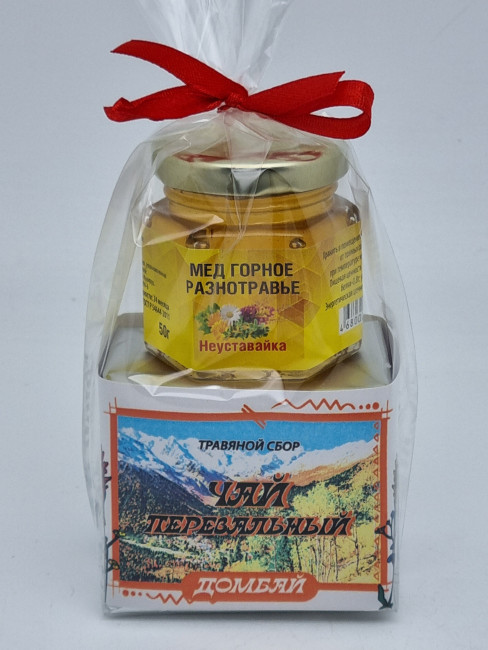 МЕД ГОРНОЕ
РАЗНОТРАВЬЕ
50г
Неуставайка
ТРАВЯНОЙ СБОР
ЧАЙ
ПЕРЕВАЛЬНЫЙ
ДОМБАЙ